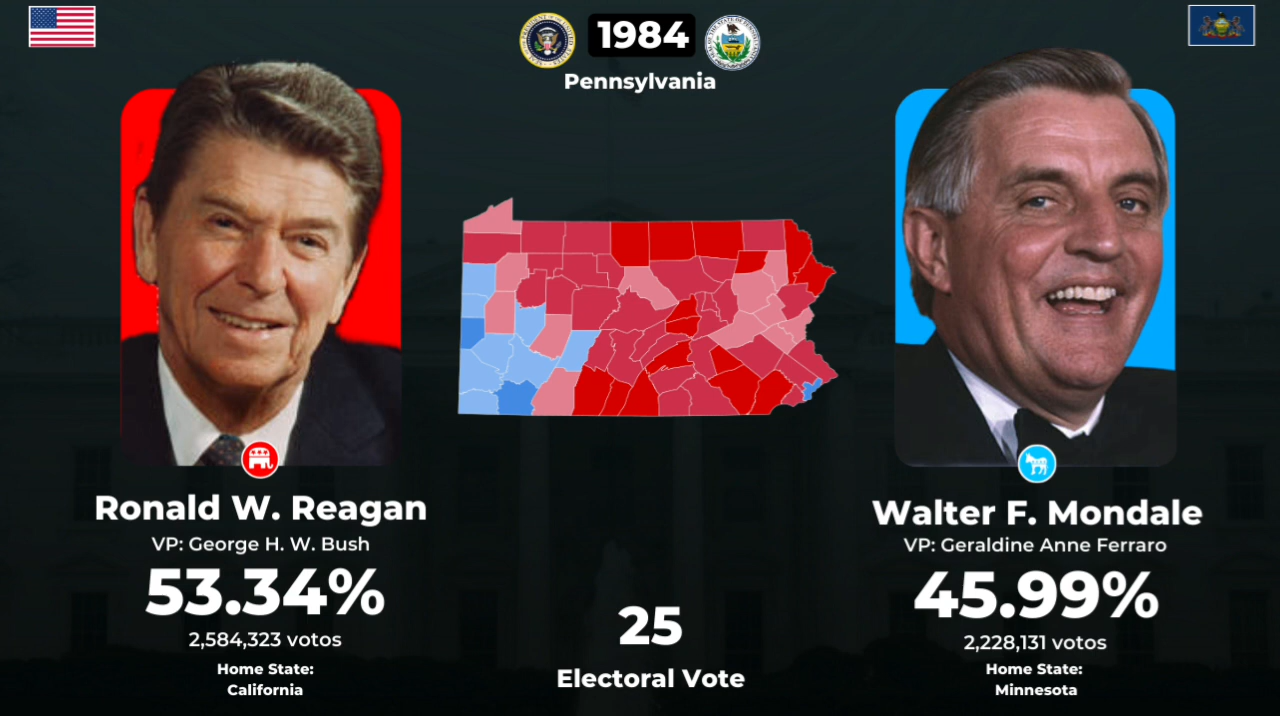 1984
Pennsylvania
Ronald W. Reagan
VP: George H. W. Bush
53.34%
2,584,323 votos
Home State:
California
25
Electoral Vote
Walter F. Mondale
VP: Geraldine Anne Ferraro
45.99%
2,228,131 votos
Home State:
Minnesota